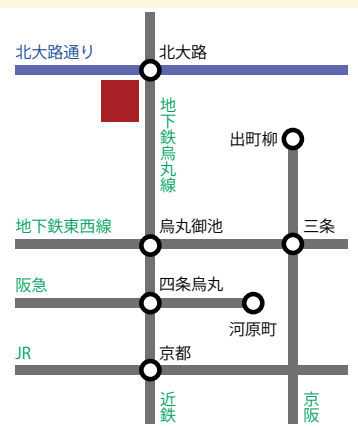 北大路通り
北大路
地下鉄烏丸線
出町柳
地下鉄東西線
烏丸御池
三条
阪急
四条烏丸
河原町
JR
京都
近鉄
京阪